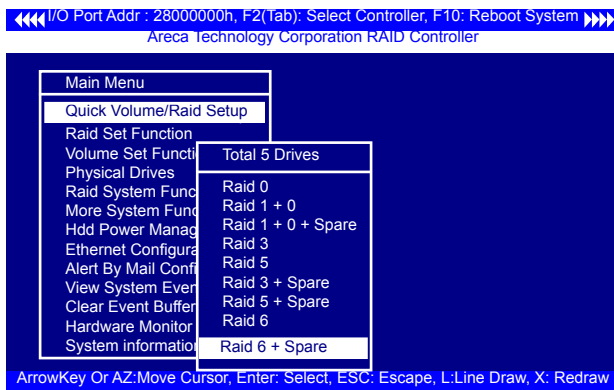 I/O Port Addr : 28000000h, F2(Tab): Select Controller, F10: Reboot System
Areca Technology Corporation RAID Controller
Main Menu
Quick Volume/Raid Setup
Raid Set Function
Volume Set Functi
Physical Drives
Raid System Func
More System Func
Hdd Power Manag
Ethernet Configura
Alert By Mail Confi
View System Even
Clear Event Buffer
Hardware Monitor
System information
Total 5 Drives
Raid 0
Raid 1 + 0
Raid 1 + 0 + Spare
Raid 3
Raid 5
Raid 3 + Spare
Raid 5 + Spare
Raid 6
Raid 6 + Spare
ArrowKey Or AZ:Move Cursor, Enter: Select, ESC: Escape, L:Line Draw, X: Redraw